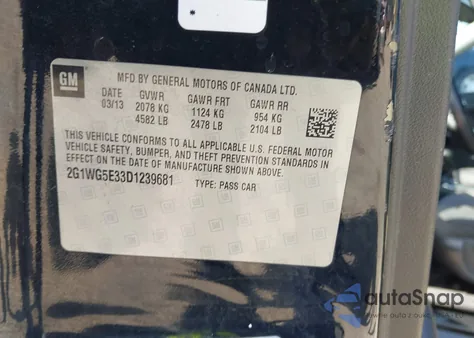 GM
MFD BY GENERAL MOTORS OF CANADA LTD.
DATE GVWR GAWR FRT GAWR RR
03/13 2078 KG 1124 KG 954 KG
4582 LB 2478 LB 2104 LB
THIS VEHICLE CONFORMS TO ALL APPLICABLE U.S. FEDERAL MOTOR
VEHICLE SAFETY, BUMPER, AND THEFT PREVENTION STANDARDS IN
EFFECT ON THE DATE OF MANUFACTURE SHOWN ABOVE.
2G1WG5E33D1239681 TYPE: PASS CAR
autoSnap